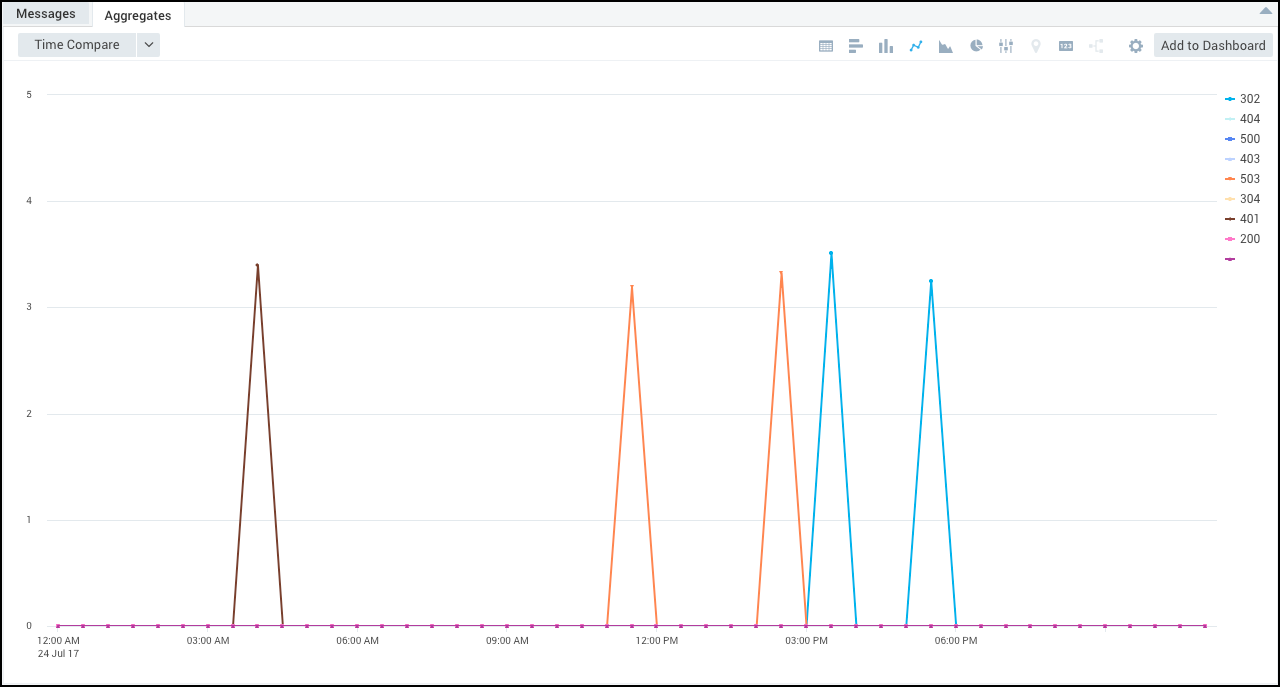 Messages
Aggregates
Time Compare
123
Add to Dashboard
5
4
3
2
1
0
12:00 AM
03:00 AM
06:00 AM
09:00 AM
12:00 PM
03:00 PM
06:00 PM
24 Jul 17
302
404
500
403
503
304
401
200